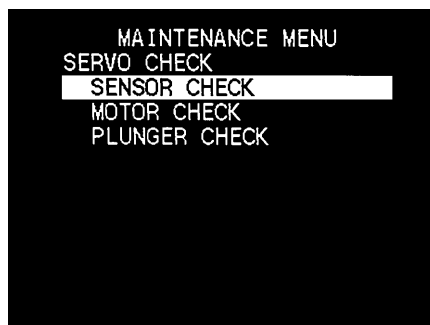 MAINTENANCE MENU
SERVO CHECK
SENSOR CHECK
MOTOR CHECK
PLUNGER CHECK